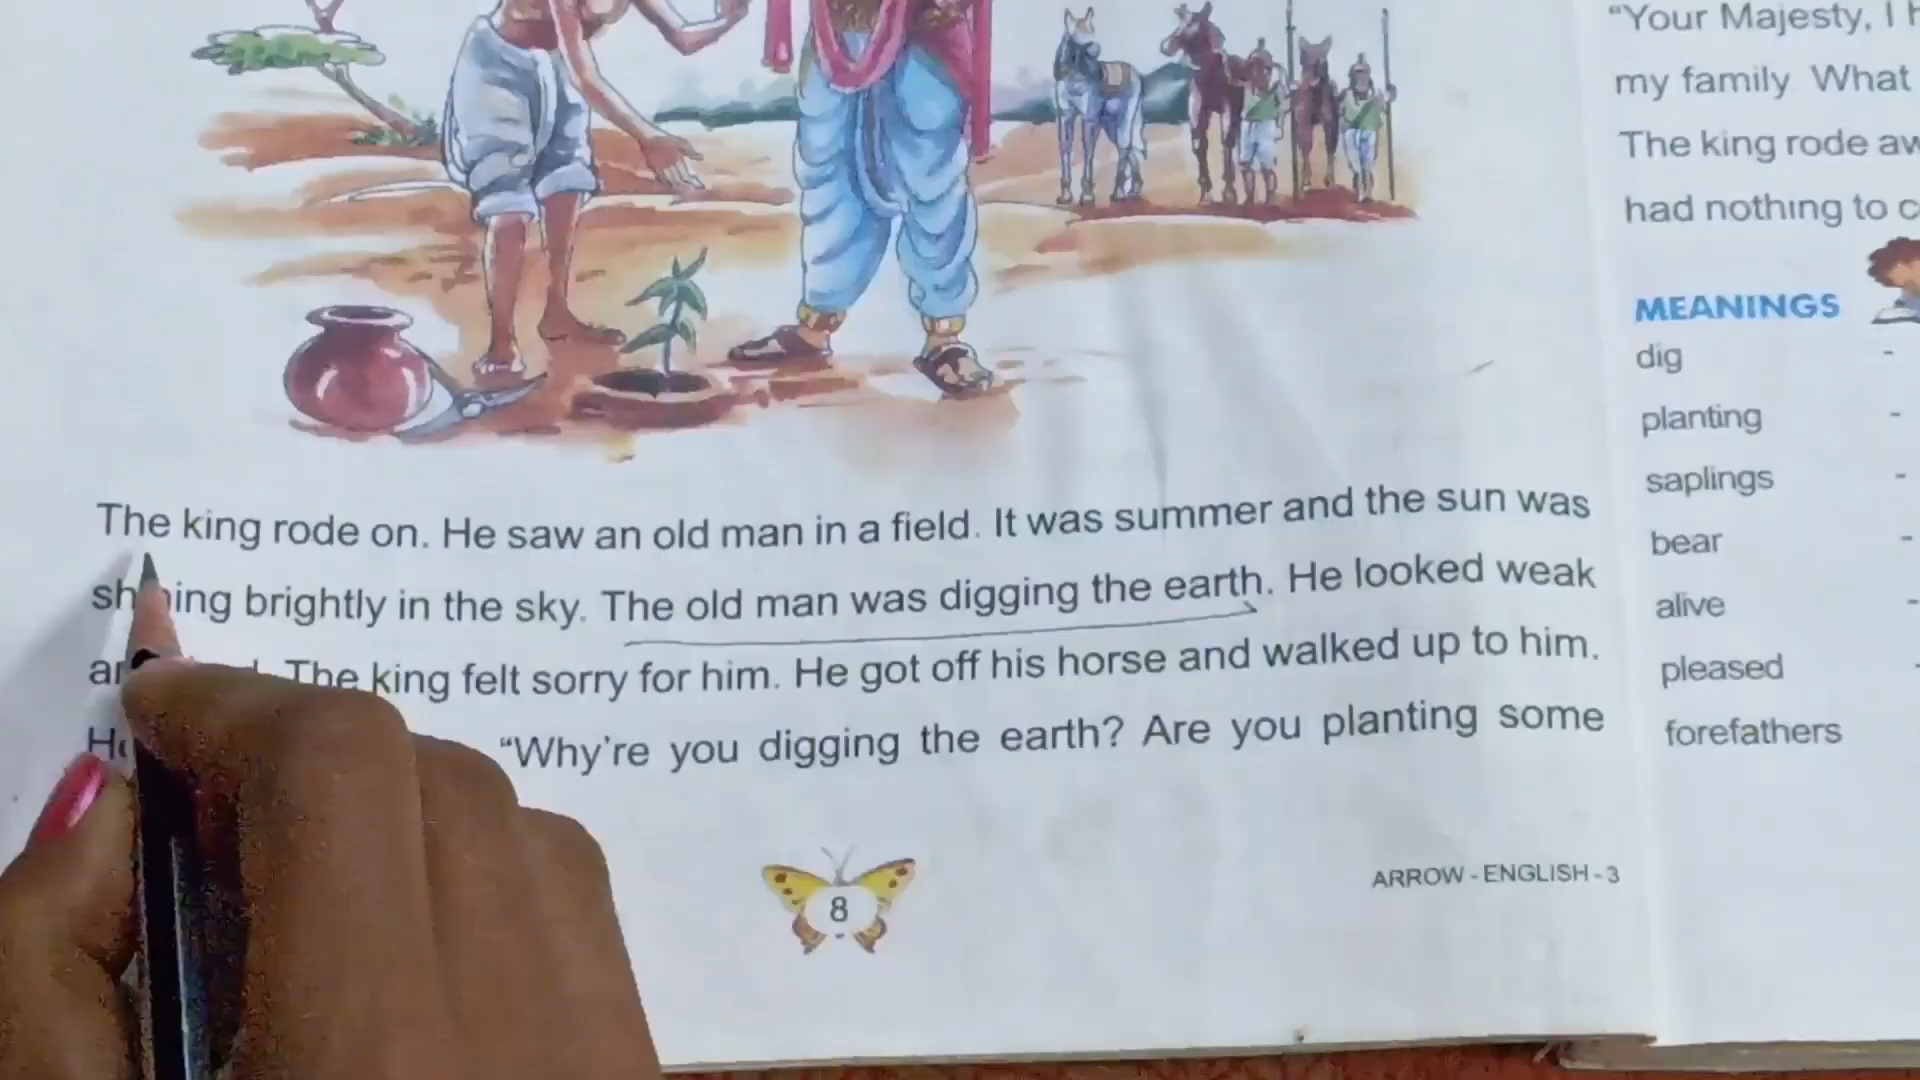 The king rode on. He saw an old man in a field. It was summer and the sun was
shining brightly in the sky. The old man was digging the earth. He looked weak
The king felt sorry for him. He got off his horse and walked up to him.
“Why’re you digging the earth? Are you planting some
8
ARROW - ENGLISH - 3
“Your Majesty, I
my family What
The king rode
had nothing to
MEANINGS
dig -
planting -
saplings -
bear -
alive -
pleased -
forefathers